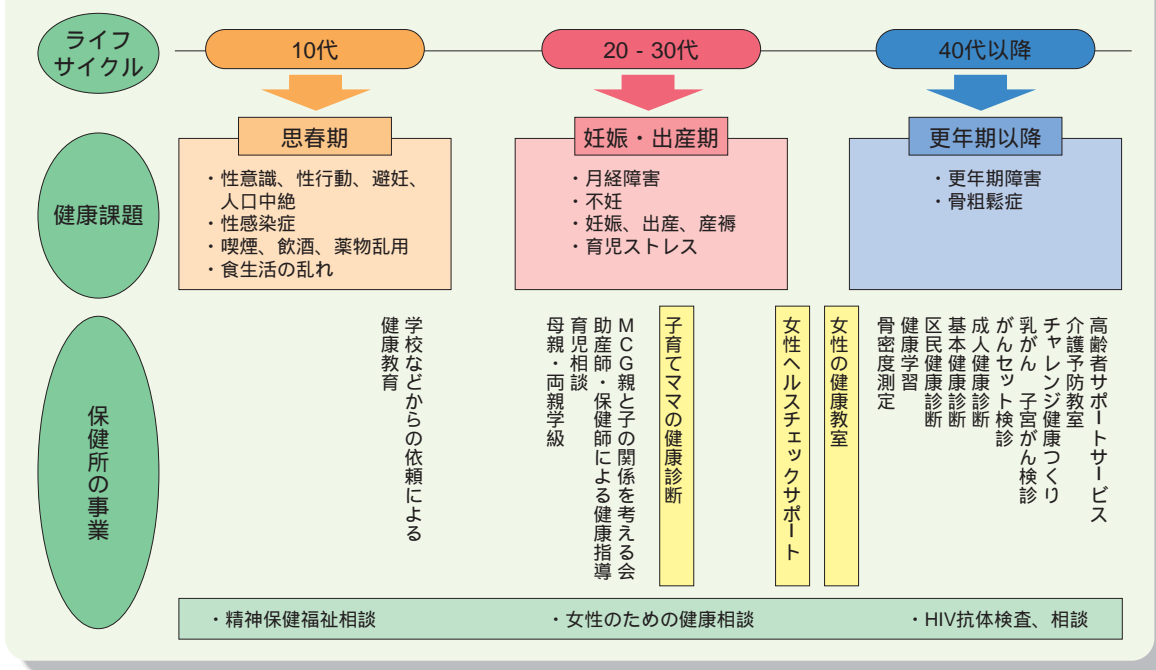 ライフ
サイクル
10代
20 - 30代
40代以降
健康課題
思春期
・性意識、性行動、避妊、
人口中絶
・性感染症
・喫煙、飲酒、薬物乱用
・食生活の乱れ
妊娠・出産期
・月経障害
・不妊
・妊娠、出産、産褥
・育児ストレス
更年期以降
・更年期障害
・骨粗鬆症
保健所の事業
学校などからの依頼による
健康教育
子育てママの健康診断
MCG親と子の関係を考える会
助産師・保健師による健康指導
育児相談
母親・両親学級
女性ヘルスチェックサポート
女性の健康教室
高齢者サポートサービス
介護予防教室
チャレンジ健康つくり
乳がん 子宮がん検診
がんセット検診
成人健康診断
基本健康診断
区民健康診断
健康学習
骨密度測定
・精神保健福祉相談
・女性のための健康相談
・HIV抗体検査、相談